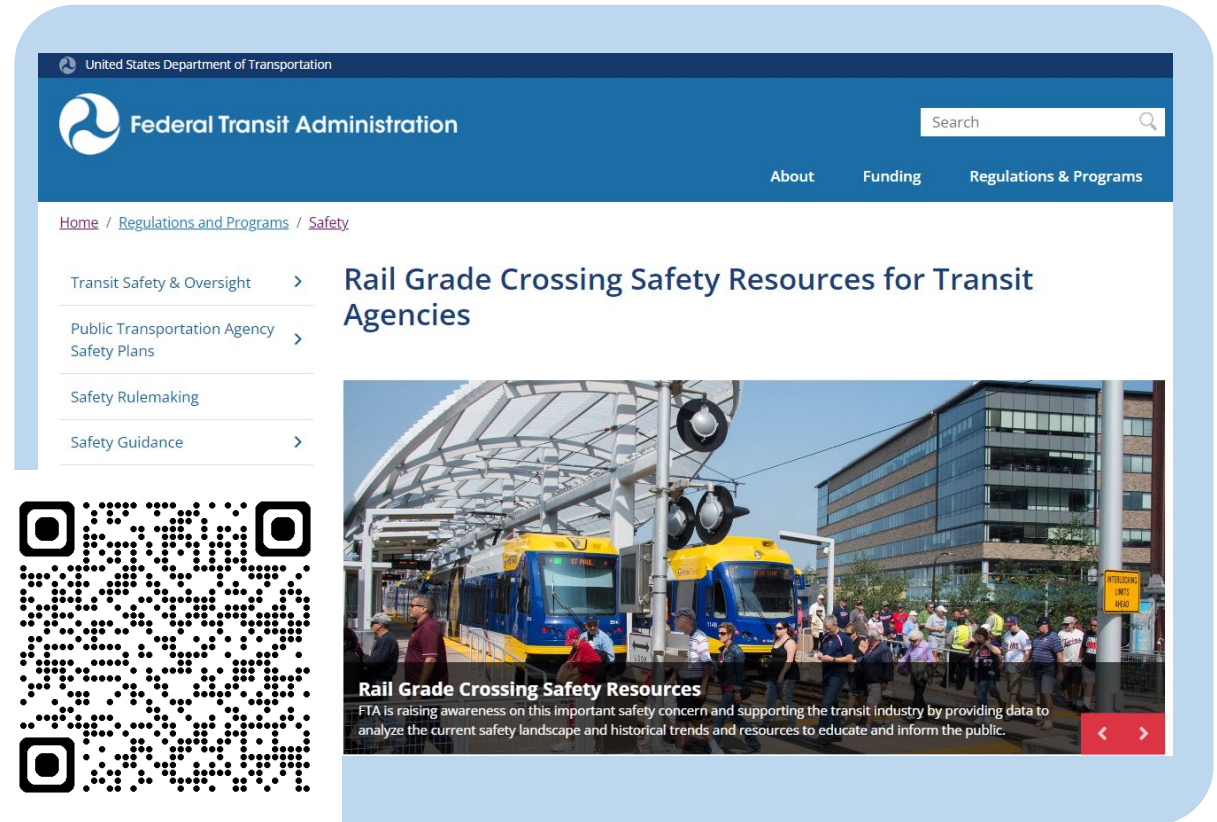 United States Department of Transportation
Federal Transit Administration
Search
About Funding Regulations & Programs
Home / Regulations and Programs / Safety
Transit Safety & Oversight
Public Transportation Agency
Safety Plans
Safety Rulemaking
Safety Guidance
Rail Grade Crossing Safety Resources for Transit
Agencies
ST PAUL
INTERLOCKING
LIMITS
AHEAD
LOOK
Twins
Rail Grade Crossing Safety Resources
FTA is raising awareness on this important safety concern and supporting the transit industry by providing data to
analyze the current safety landscape and historical trends and resources to educate and inform the public.